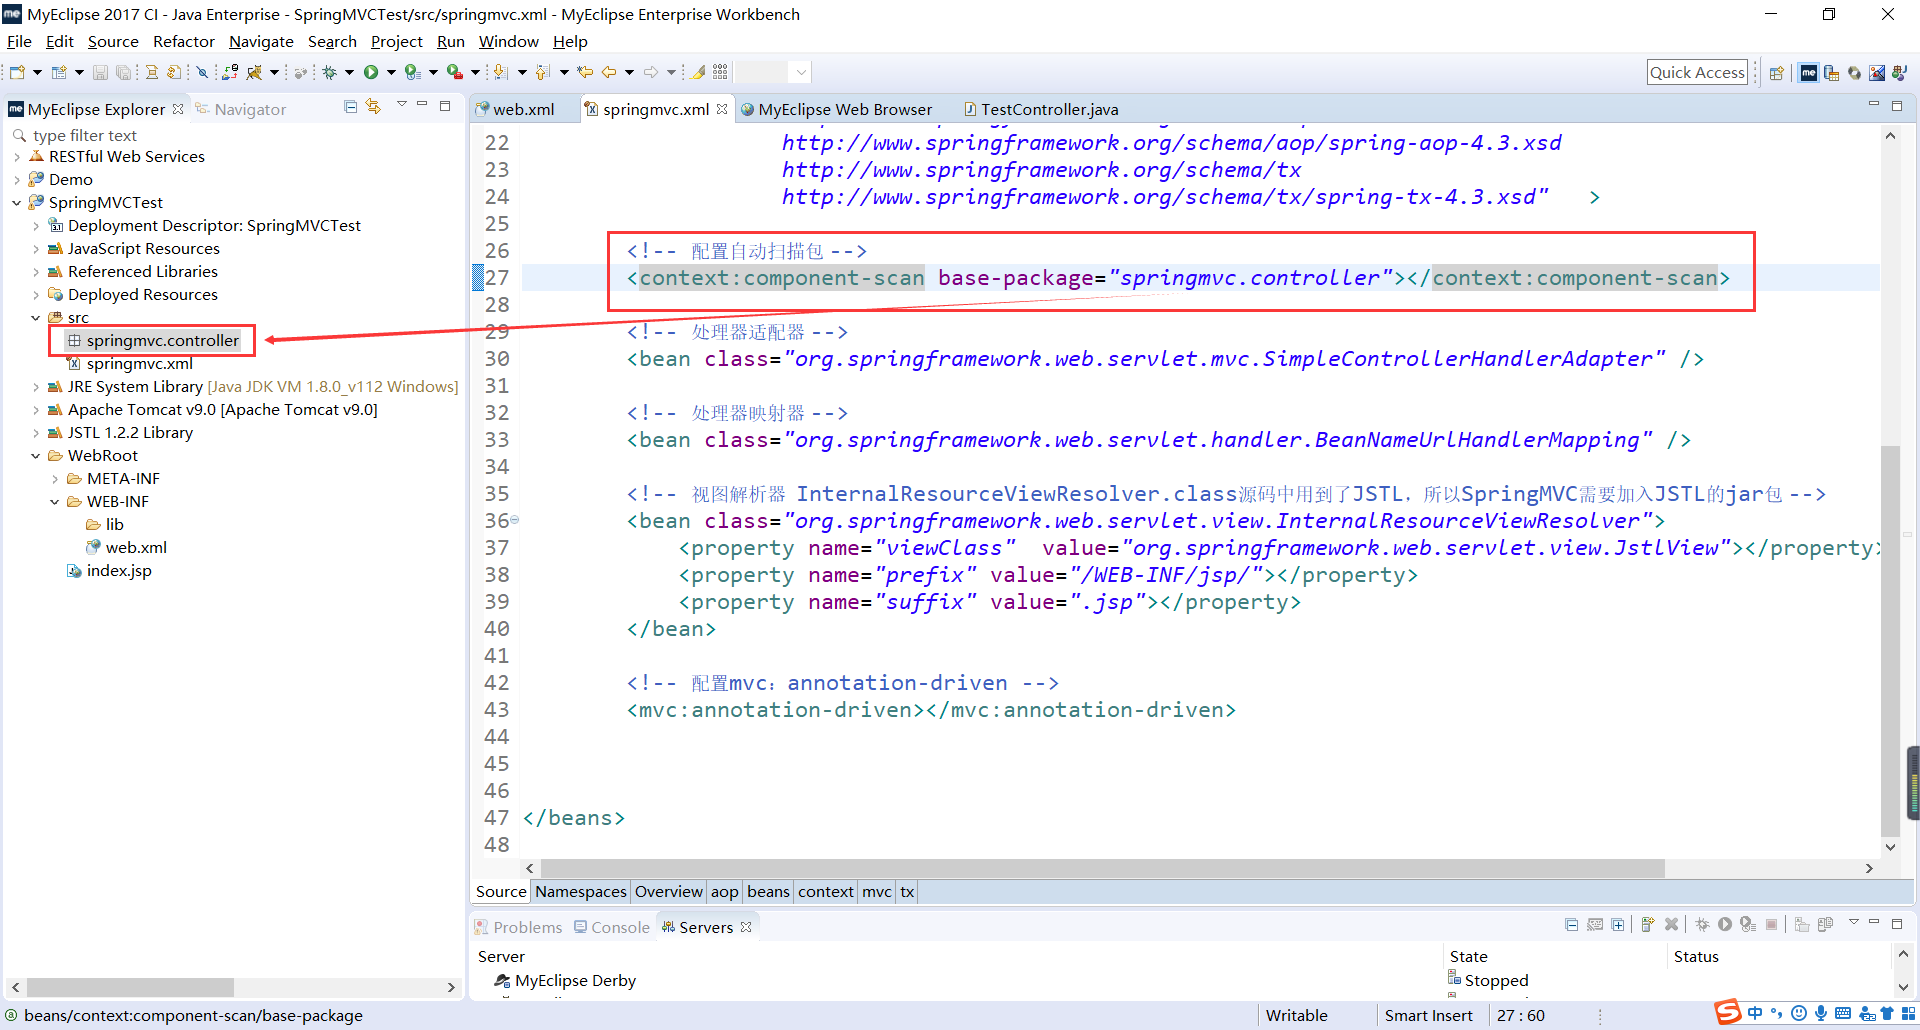 MyEclipse 2017 CI - Java Enterprise - SpringMVCTest/src/springmvc.xml - MyEclipse Enterprise Workbench
File Edit Source Refactor Navigate Search Project Run Window Help
Quick Access
MyEclipse Explorer Navigator
type filter text
RESTful Web Services
Demo
SpringMVCTest
Deployment Descriptor: SpringMVCTest
JavaScript Resources
Referenced Libraries
Deployed Resources
src
springmvc.controller
springmvc.xml
JRE System Library [Java JDK VM 1.8.0_v112 Windows]
Apache Tomcat v9.0 [Apache Tomcat v9.0]
JSTL 1.2.2 Library
WebRoot
META-INF
WEB-INF
lib
web.xml
index.jsp
web.xml springmvc.xml MyEclipse Web Browser TestController.java
22 http://www.springframework.org/schema/aop/spring-aop-4.3.xsd
23 http://www.springframework.org/schema/tx
24 http://www.springframework.org/schema/tx/spring-tx-4.3.xsd" >
25
26 <!-- 配置自动扫描包 -->
27 <context:component-scan base-package="springmvc.controller"></context:component-scan>
28
29 <!-- 处理器适配器 -->
30 <bean class="org.springframework.web.servlet.mvc.SimpleControllerHandlerAdapter" />
31
32 <!-- 处理器映射器 -->
33 <bean class="org.springframework.web.servlet.handler.BeanNameUrlHandlerMapping" />
34
35 <!-- 视图解析器 InternalResourceViewResolver.class源码中用到了JSTL，所以SpringMVC需要加入JSTL的jar包 -->
36 <bean class="org.springframework.web.servlet.view.InternalResourceViewResolver">
37 <property name="viewClass" value="org.springframework.web.servlet.view.JstlView"></property>
38 <property name="prefix" value="/WEB-INF/jsp/"></property>
39 <property name="suffix" value=".jsp"></property>
40 </bean>
41
42 <!-- 配置mvc：annotation-driven -->
43 <mvc:annotation-driven></mvc:annotation-driven>
44
45
46
47 </beans>
48
Source Namespaces Overview aop beans context mvc tx
Problems Console Servers
Server State Status
MyEclipse Derby Stopped
beans/context:component-scan/base-package Writable Smart Insert 27 : 60
中